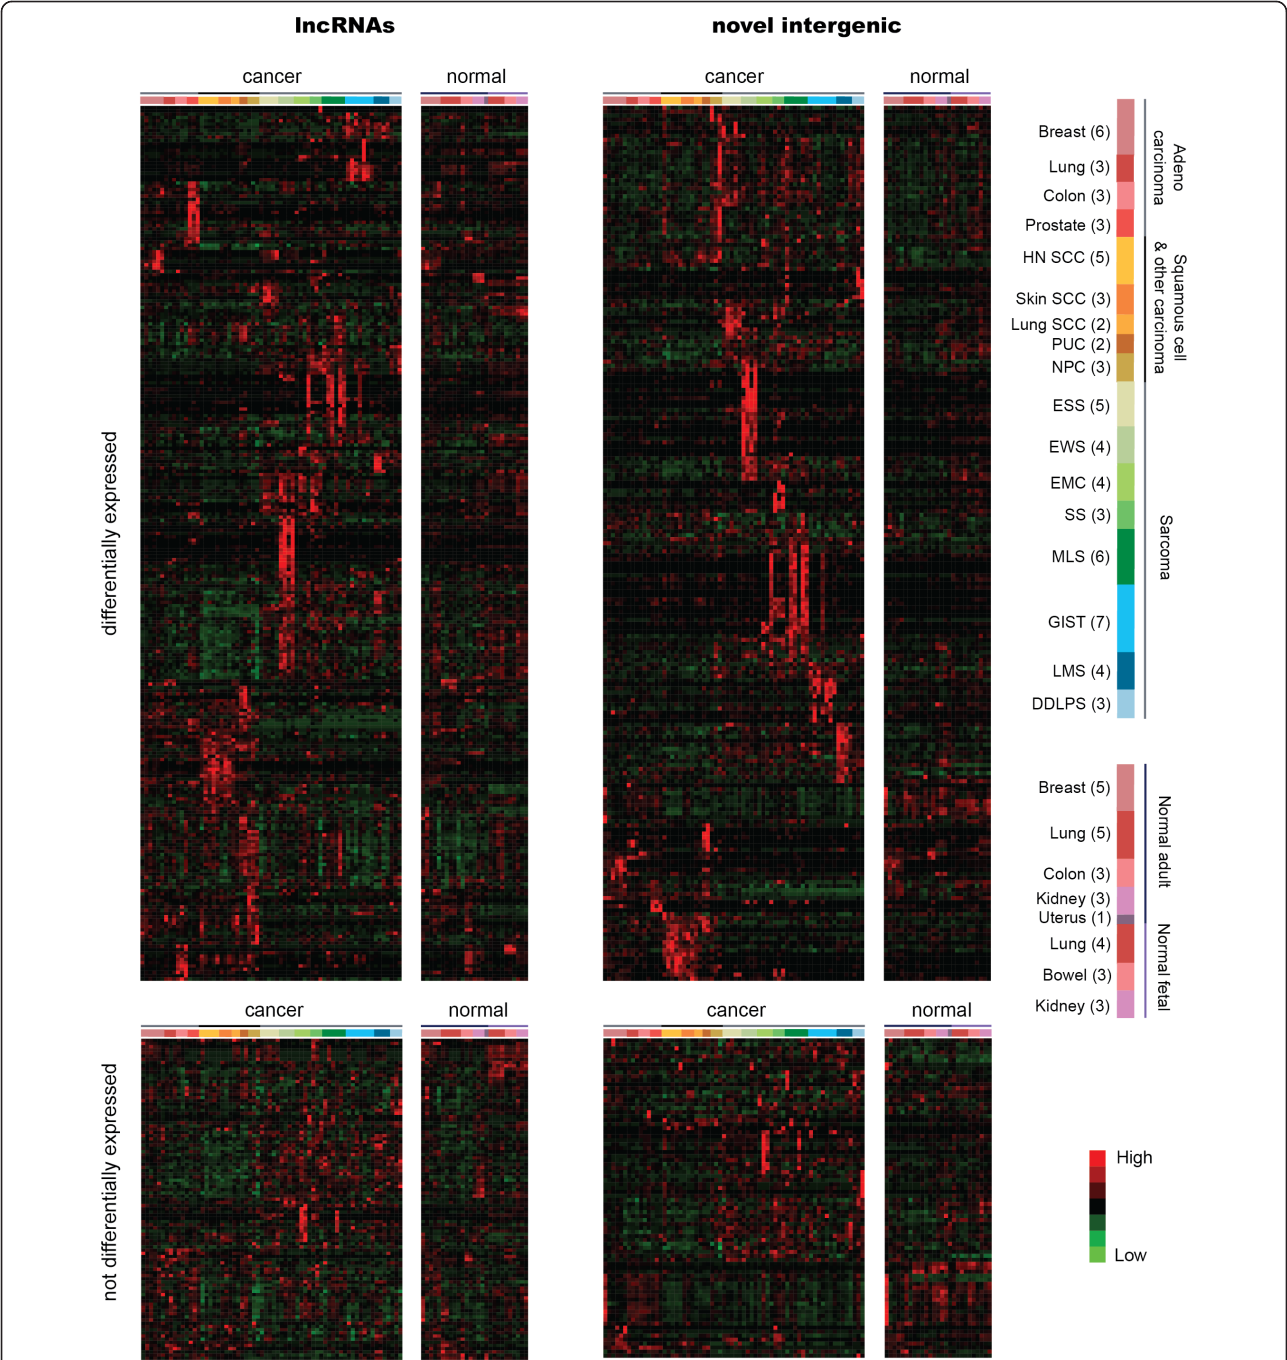 lncRNAs
novel intergenic
cancer
normal
cancer
normal
differentially expressed
Breast (6)
Lung (3)
Colon (3)
Prostate (3)
HN SCC (5)
Skin SCC (3)
Lung SCC (2)
PUC (2)
NPC (3)
ESS (5)
EWS (4)
EMC (4)
SS (3)
MLS (6)
GIST (7)
LMS (4)
DDLPS (3)
Adeno
carcinoma
Squamous cell
& other carcinoma
Sarcoma
Breast (5)
Lung (5)
Colon (3)
Kidney (3)
Uterus (1)
Lung (4)
Bowel (3)
Kidney (3)
Normal adult
Normal fetal
cancer
normal
cancer
normal
not differentially expressed
High
Low